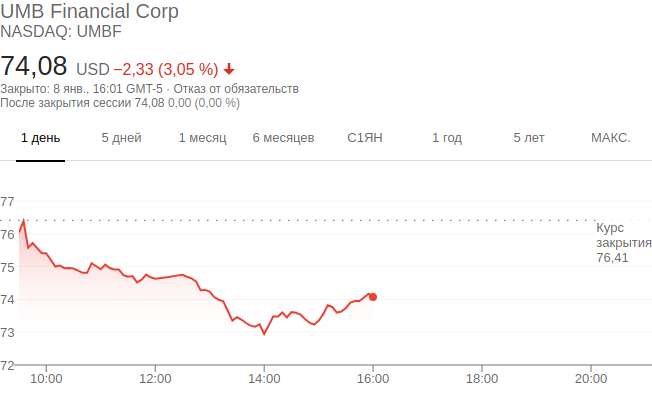 UMB Financial Corp
NASDAQ: UMBF
74,08 USD −2,33 (3,05 %) ↓
Закрыто: 8 янв., 16:01 GMT-5 · Отказ от обязательств
После закрытия сессии 74,08 0,00 (0,00 %)
1 день 5 дней 1 месяц 6 месяцев С1ЯН 1 год 5 лет МАКС.
77
76
75
74
73
72
Курс
закрытия
76,41
10:00 12:00 14:00 16:00 18:00 20:00